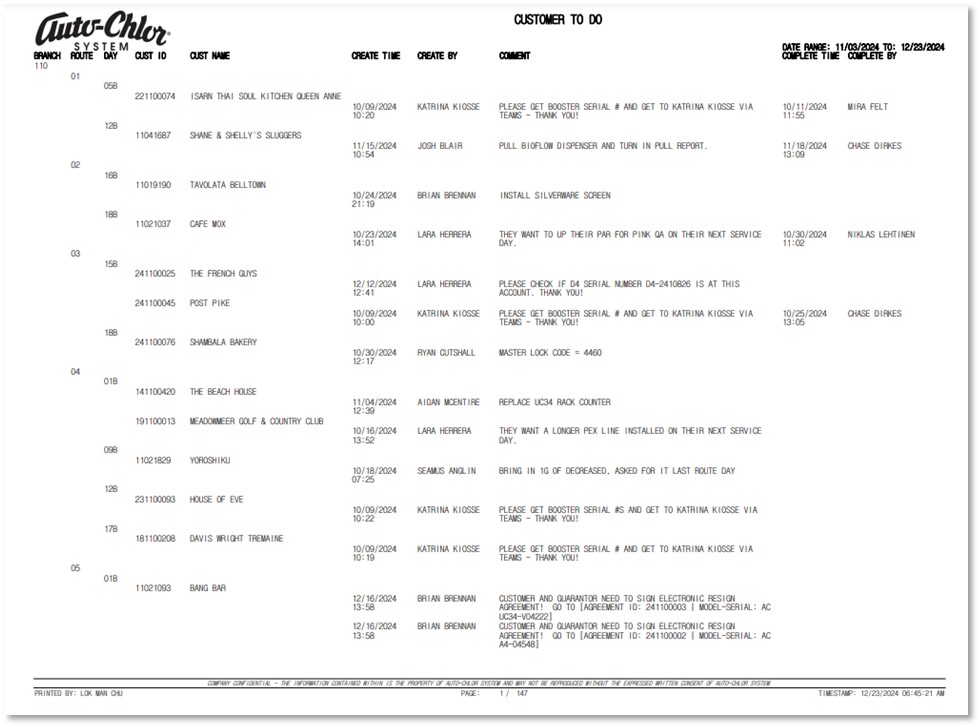 Auto-Chlor
SYSTEM
CUSTOMER TO DO
DATE RANGE: 11/03/2024 TO: 12/23/2024
BRANCH ROUTE DAY CUST ID CUST NAME CREATE TIME CREATE BY COMMENT COMPLETE TIME COMPLETE BY
110
01
05B
221100074 ISARN THAI SOUL KITCHEN QUEEN ANNE
10/09/2024 KATRINA KIOSSE PLEASE GET BOOSTER SERIAL # AND GET TO KATRINA KIOSSE VIA 10/11/2024 MIRA FELT
10:20 TEAMS - THANK YOU! 11:55
12B
11041687 SHANE & SHELLY'S SLUGGERS
11/15/2024 JOSH BLAIR PULL BIOFLOW DISPENSER AND TURN IN PULL REPORT. 11/18/2024 CHASE DIRKES
10:54 13:09
02
16B
11019190 TAVOLATA BELLTOWN
10/24/2024 BRIAN BRENNAN INSTALL SILVERWARE SCREEN
21:19
18B
11021037 CAFE MOX
10/23/2024 LARA HERRERA THEY WANT TO UP THEIR PAR FOR PINK QA ON THEIR NEXT SERVICE 10/30/2024 NIKLAS LEHTINEN
14:01 DAY. 11:02
03
15B
241100025 THE FRENCH GUYS
12/12/2024 LARA HERRERA PLEASE CHECK IF D4 SERIAL NUMBER D4-2410826 IS AT THIS
12:41 ACCOUNT. THANK YOU!
241100045 POST PIKE
10/09/2024 KATRINA KIOSSE PLEASE GET BOOSTER SERIAL # AND GET TO KATRINA KIOSSE VIA 10/25/2024 CHASE DIRKES
10:00 TEAMS - THANK YOU! 13:05
18B
241100076 SHAMBALA BAKERY
10/30/2024 RYAN CUTSHALL MASTER LOCK CODE = 4460
12:17
04
01B
141100420 THE BEACH HOUSE
11/04/2024 AIDAN MCENTIRE REPLACE UC34 RACK COUNTER
12:39
191100013 MEADOWMEER GOLF & COUNTRY CLUB
10/16/2024 LARA HERRERA THEY WANT A LONGER PEX LINE INSTALLED ON THEIR NEXT SERVICE
13:52 DAY.
09B
11021829 YOROSHIKU
10/18/2024 SEAMUS ANGLIN BRING IN 1G OF DECREASED, ASKED FOR IT LAST ROUTE DAY
07:25
12B
231100093 HOUSE OF EVE
10/09/2024 KATRINA KIOSSE PLEASE GET BOOSTER SERIAL #S AND GET TO KATRINA KIOSSE VIA
10:22 TEAMS - THANK YOU!
17B
181100208 DAVIS WRIGHT TREMAINE
10/09/2024 KATRINA KIOSSE PLEASE GET BOOSTER SERIAL # AND GET TO KATRINA KIOSSE VIA
10:19 TEAMS - THANK YOU!
05
01B
11021093 BANG BAR
12/16/2024 BRIAN BRENNAN CUSTOMER AND GUARANTOR NEED TO SIGN ELECTRONIC RESIGN
13:58 AGREEMENT! GO TO [AGREEMENT ID: 241100003 | MODEL-SERIAL: AC
UC34-V04222]
12/16/2024 BRIAN BRENNAN CUSTOMER AND GUARANTOR NEED TO SIGN ELECTRONIC RESIGN
13:58 AGREEMENT! GO TO [AGREEMENT ID: 241100002 | MODEL-SERIAL: AC
A4-04548]
COMPANY CONFIDENTIAL - THE INFORMATION CONTAINED WITHIN IS THE PROPERTY OF AUTO-CHLOR SYSTEM AND MAY NOT BE REPRODUCED WITHOUT THE EXPRESSED WRITTEN CONSENT OF AUTO-CHLOR SYSTEM
PRINTED BY: LOK MAN CHU PAGE: 1 / 147 TIMESTAMP: 12/23/2024 06:45:21 AM